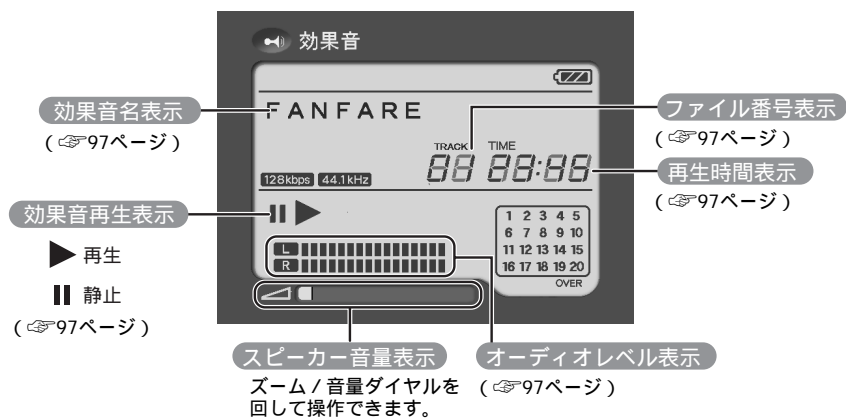 効果音
FANFARE
TRACK TIME
88 88:88
128kbps 44.1kHz
L
R
1 2 3 4 5
6 7 8 9 10
11 12 13 14 15
16 17 18 19 20
OVER
効果音名表示
(☞97ページ)
ファイル番号表示
(☞97ページ)
再生時間表示
(☞97ページ)
効果音再生表示
▶ 再生
II 静止
(☞97ページ)
スピーカー音量表示
ズーム / 音量ダイヤルを
回して操作できます。
オーディオレベル表示
(☞97ページ)